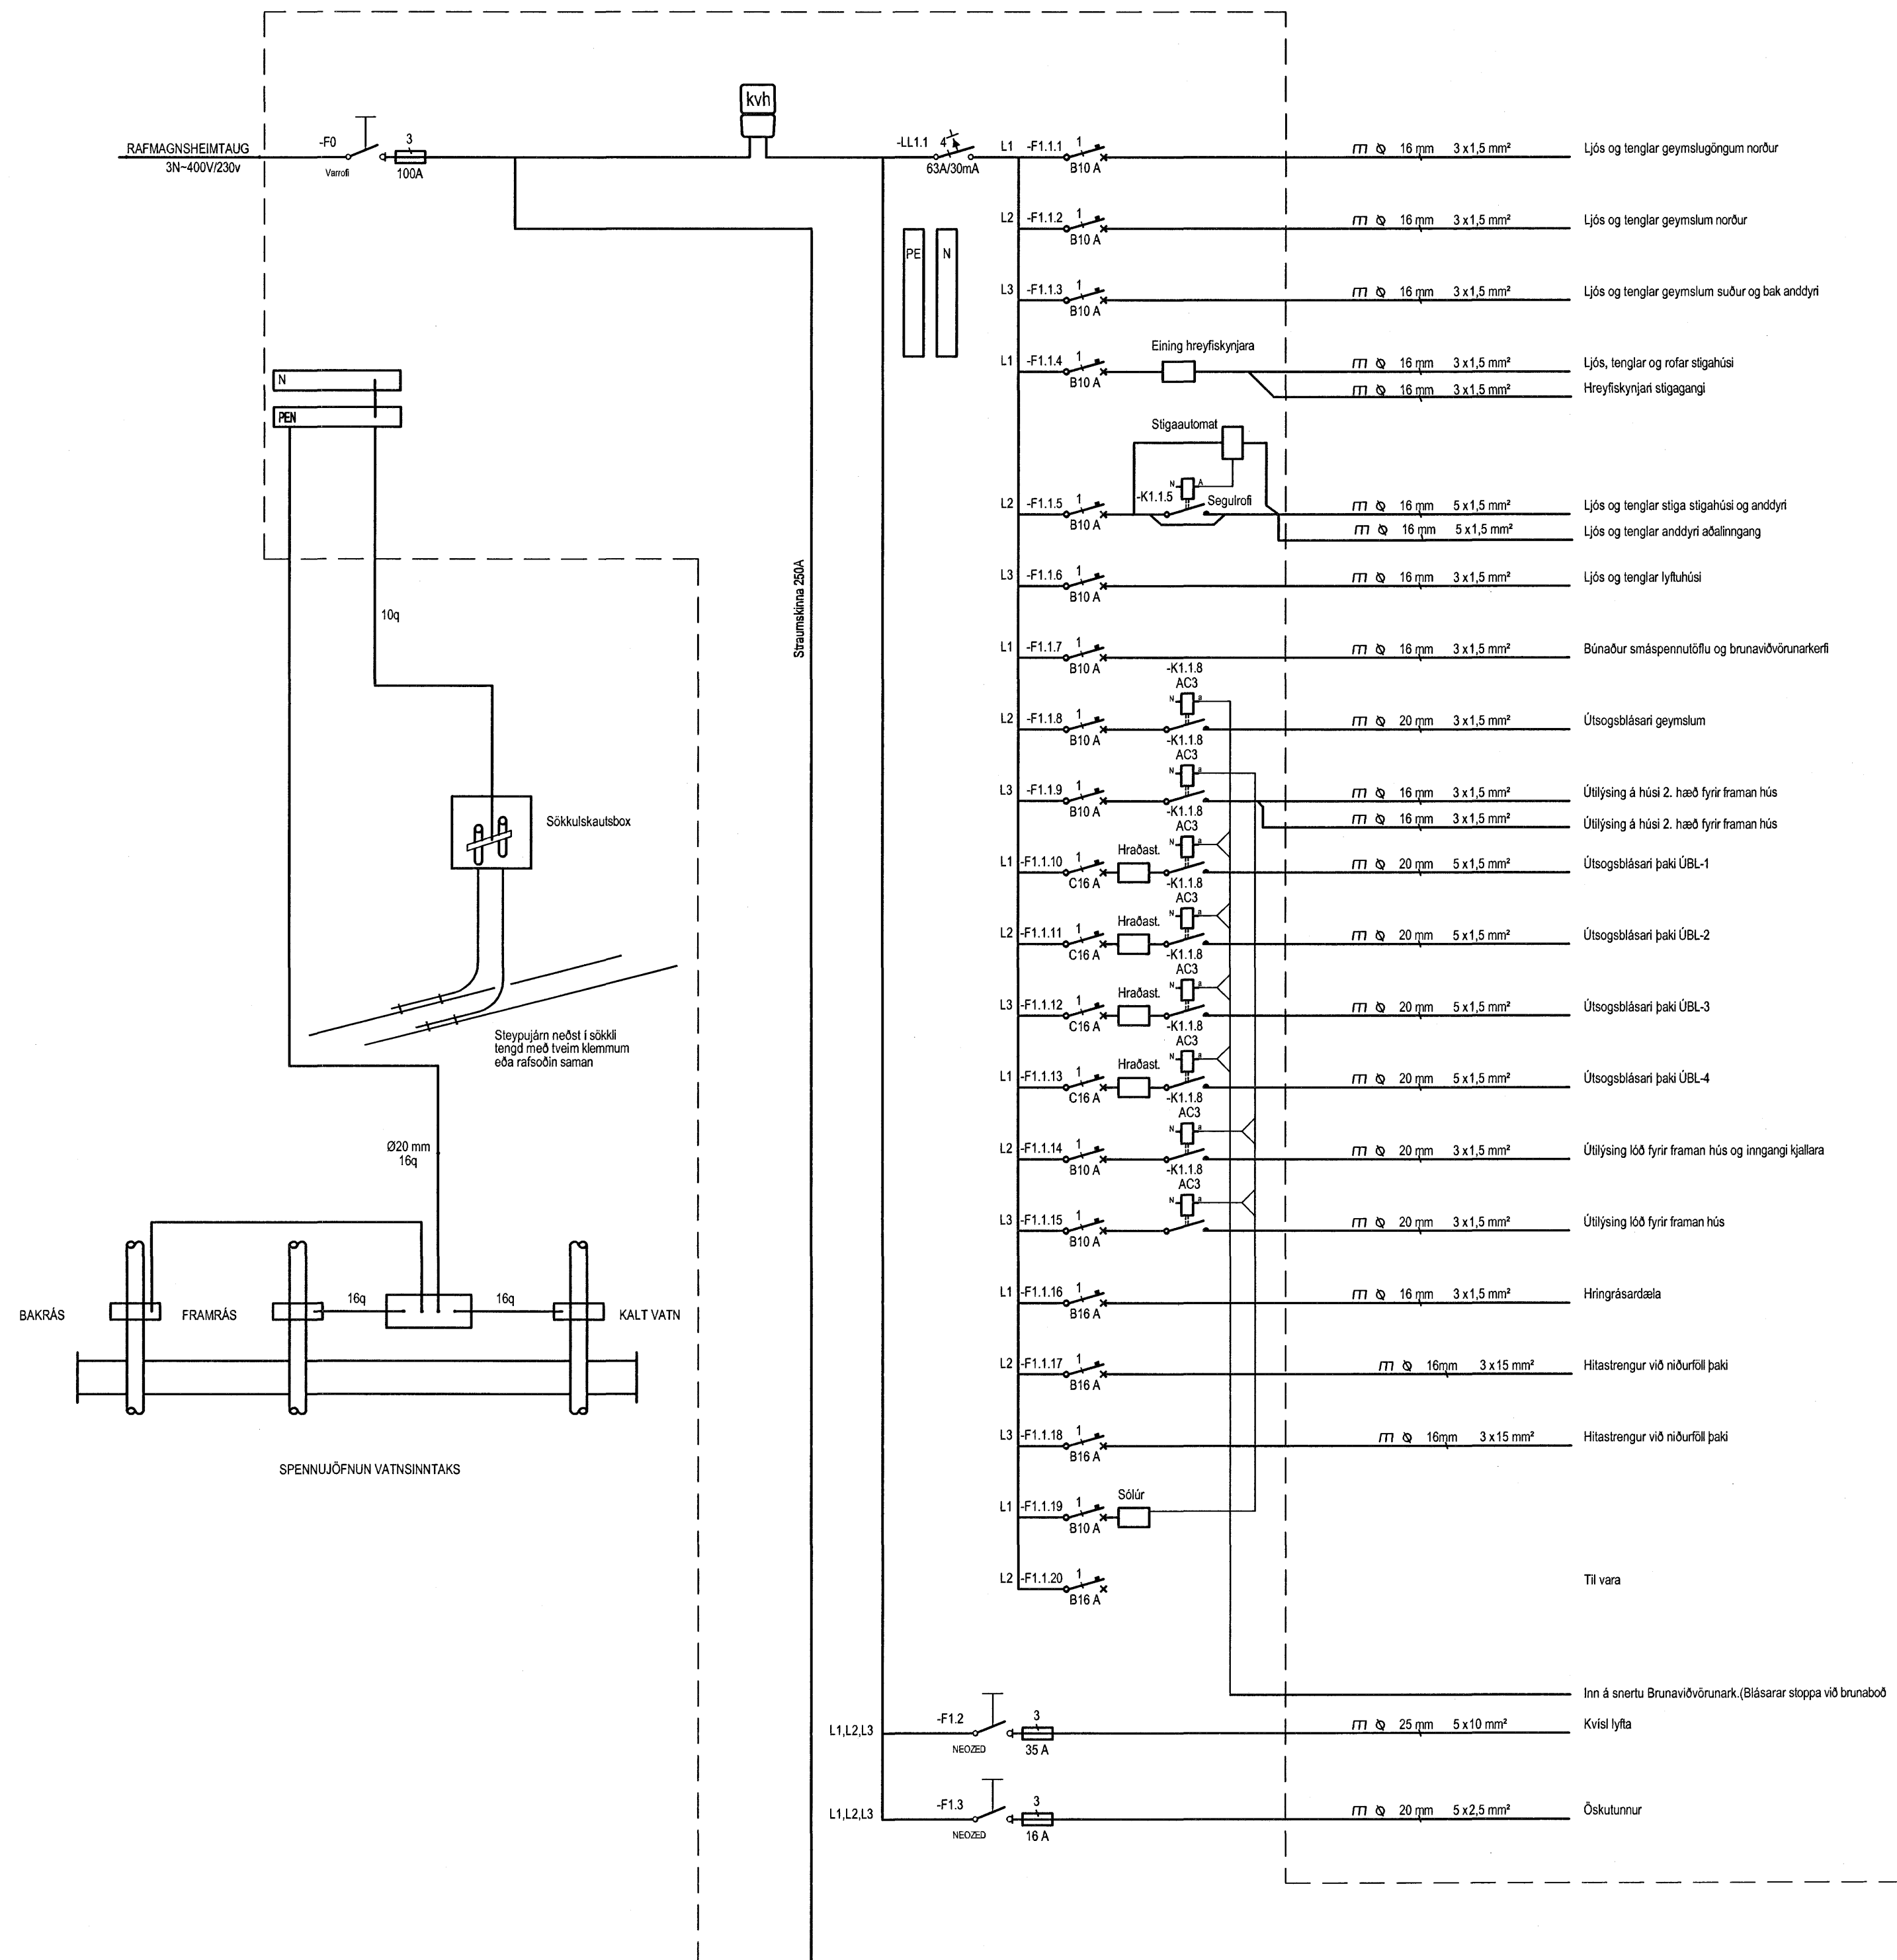 kvh
RAFMAGNSHEIMTAUG
3N~400V/230v
-F0
Varrofi
3
100A
-LL1.1
4
63A/30mA
PE
N
N
PEN
10q
Straumskinna 250A
Sökkulskautsbox
Steypujárn neðst í sökkli
tengd með tveim klemmum
eða rafsoðin saman
Ø20 mm
16q
16q
16q
BAKRÁS
FRAMRÁS
KALT VATN
SPENNUJÖFNUN VATNSINNTAKS
L1 -F1.1.1 1 B10 A 16 mm 3 x1,5 mm² Ljós og tenglar geymslugöngum norður
L2 -F1.1.2 1 B10 A 16 mm 3 x1,5 mm² Ljós og tenglar geymslum norður
L3 -F1.1.3 1 B10 A 16 mm 3 x1,5 mm² Ljós og tenglar geymslum suður og bak anddyri
Eining hreyfiskynjara
L1 -F1.1.4 1 B10 A 16 mm 3 x1,5 mm² Ljós, tenglar og rofar stigahúsi
16 mm 3 x1,5 mm² Hreyfiskynjari stigagangi
Stigaautomat
N A
-K1.1.5 Segulrofi
L2 -F1.1.5 1 B10 A 16 mm 5 x1,5 mm² Ljós og tenglar stiga stigahúsi og anddyri
16 mm 5 x1,5 mm² Ljós og tenglar anddyri aðalinngang
L3 -F1.1.6 1 B10 A 16 mm 3 x1,5 mm² Ljós og tenglar lyftuhúsi
L1 -F1.1.7 1 B10 A 16 mm 3 x1,5 mm² Búnaður smáspennutöflu og brunaviðvörunarkerfi
-K1.1.8
AC3
N a
L2 -F1.1.8 1 B10 A 20 mm 3 x1,5 mm² Útsogsblásari geymslum
-K1.1.8
AC3
N a
L3 -F1.1.9 1 B10 A 16 mm 3 x1,5 mm² Útilýsing á húsi 2. hæð fyrir framan hús
16 mm 3 x1,5 mm² Útilýsing á húsi 2. hæð fyrir framan hús
-K1.1.8
AC3
N a
L1 -F1.1.10 1 C16 A Hraðast. 20 mm 5 x1,5 mm² Útsogsblásari þaki ÚBL-1
-K1.1.8
AC3
N a
L2 -F1.1.11 1 C16 A Hraðast. 20 mm 5 x1,5 mm² Útsogsblásari þaki ÚBL-2
-K1.1.8
AC3
N a
L3 -F1.1.12 1 C16 A Hraðast. 20 mm 5 x1,5 mm² Útsogsblásari þaki ÚBL-3
-K1.1.8
AC3
N a
L1 -F1.1.13 1 C16 A Hraðast. 20 mm 5 x1,5 mm² Útsogsblásari þaki ÚBL-4
-K1.1.8
AC3
N a
L2 -F1.1.14 1 B10 A 20 mm 3 x1,5 mm² Útilýsing lóð fyrir framan hús og inngangi kjallara
-K1.1.8
AC3
N a
L3 -F1.1.15 1 B10 A 20 mm 3 x1,5 mm² Útilýsing lóð fyrir framan hús
L1 -F1.1.16 1 B16 A 16 mm 3 x1,5 mm² Hringrásardæla
L2 -F1.1.17 1 B16 A 16mm 3 x15 mm² Hitastrengur við niðurföll þaki
L3 -F1.1.18 1 B16 A 16mm 3 x15 mm² Hitastrengur við niðurföll þaki
L1 -F1.1.19 1 B10 A Sólúr
L2 -F1.1.20 1 B16 A Til vara
Inn á snertu Brunaviðvörunark.(Blásarar stoppa við brunaboð
L1,L2,L3 -F1.2 NEOZED 3 35 A 25 mm 5 x10 mm² Kvísl lyfta
L1,L2,L3 -F1.3 NEOZED 3 16 A 20 mm 5 x2,5 mm² Öskutunnur